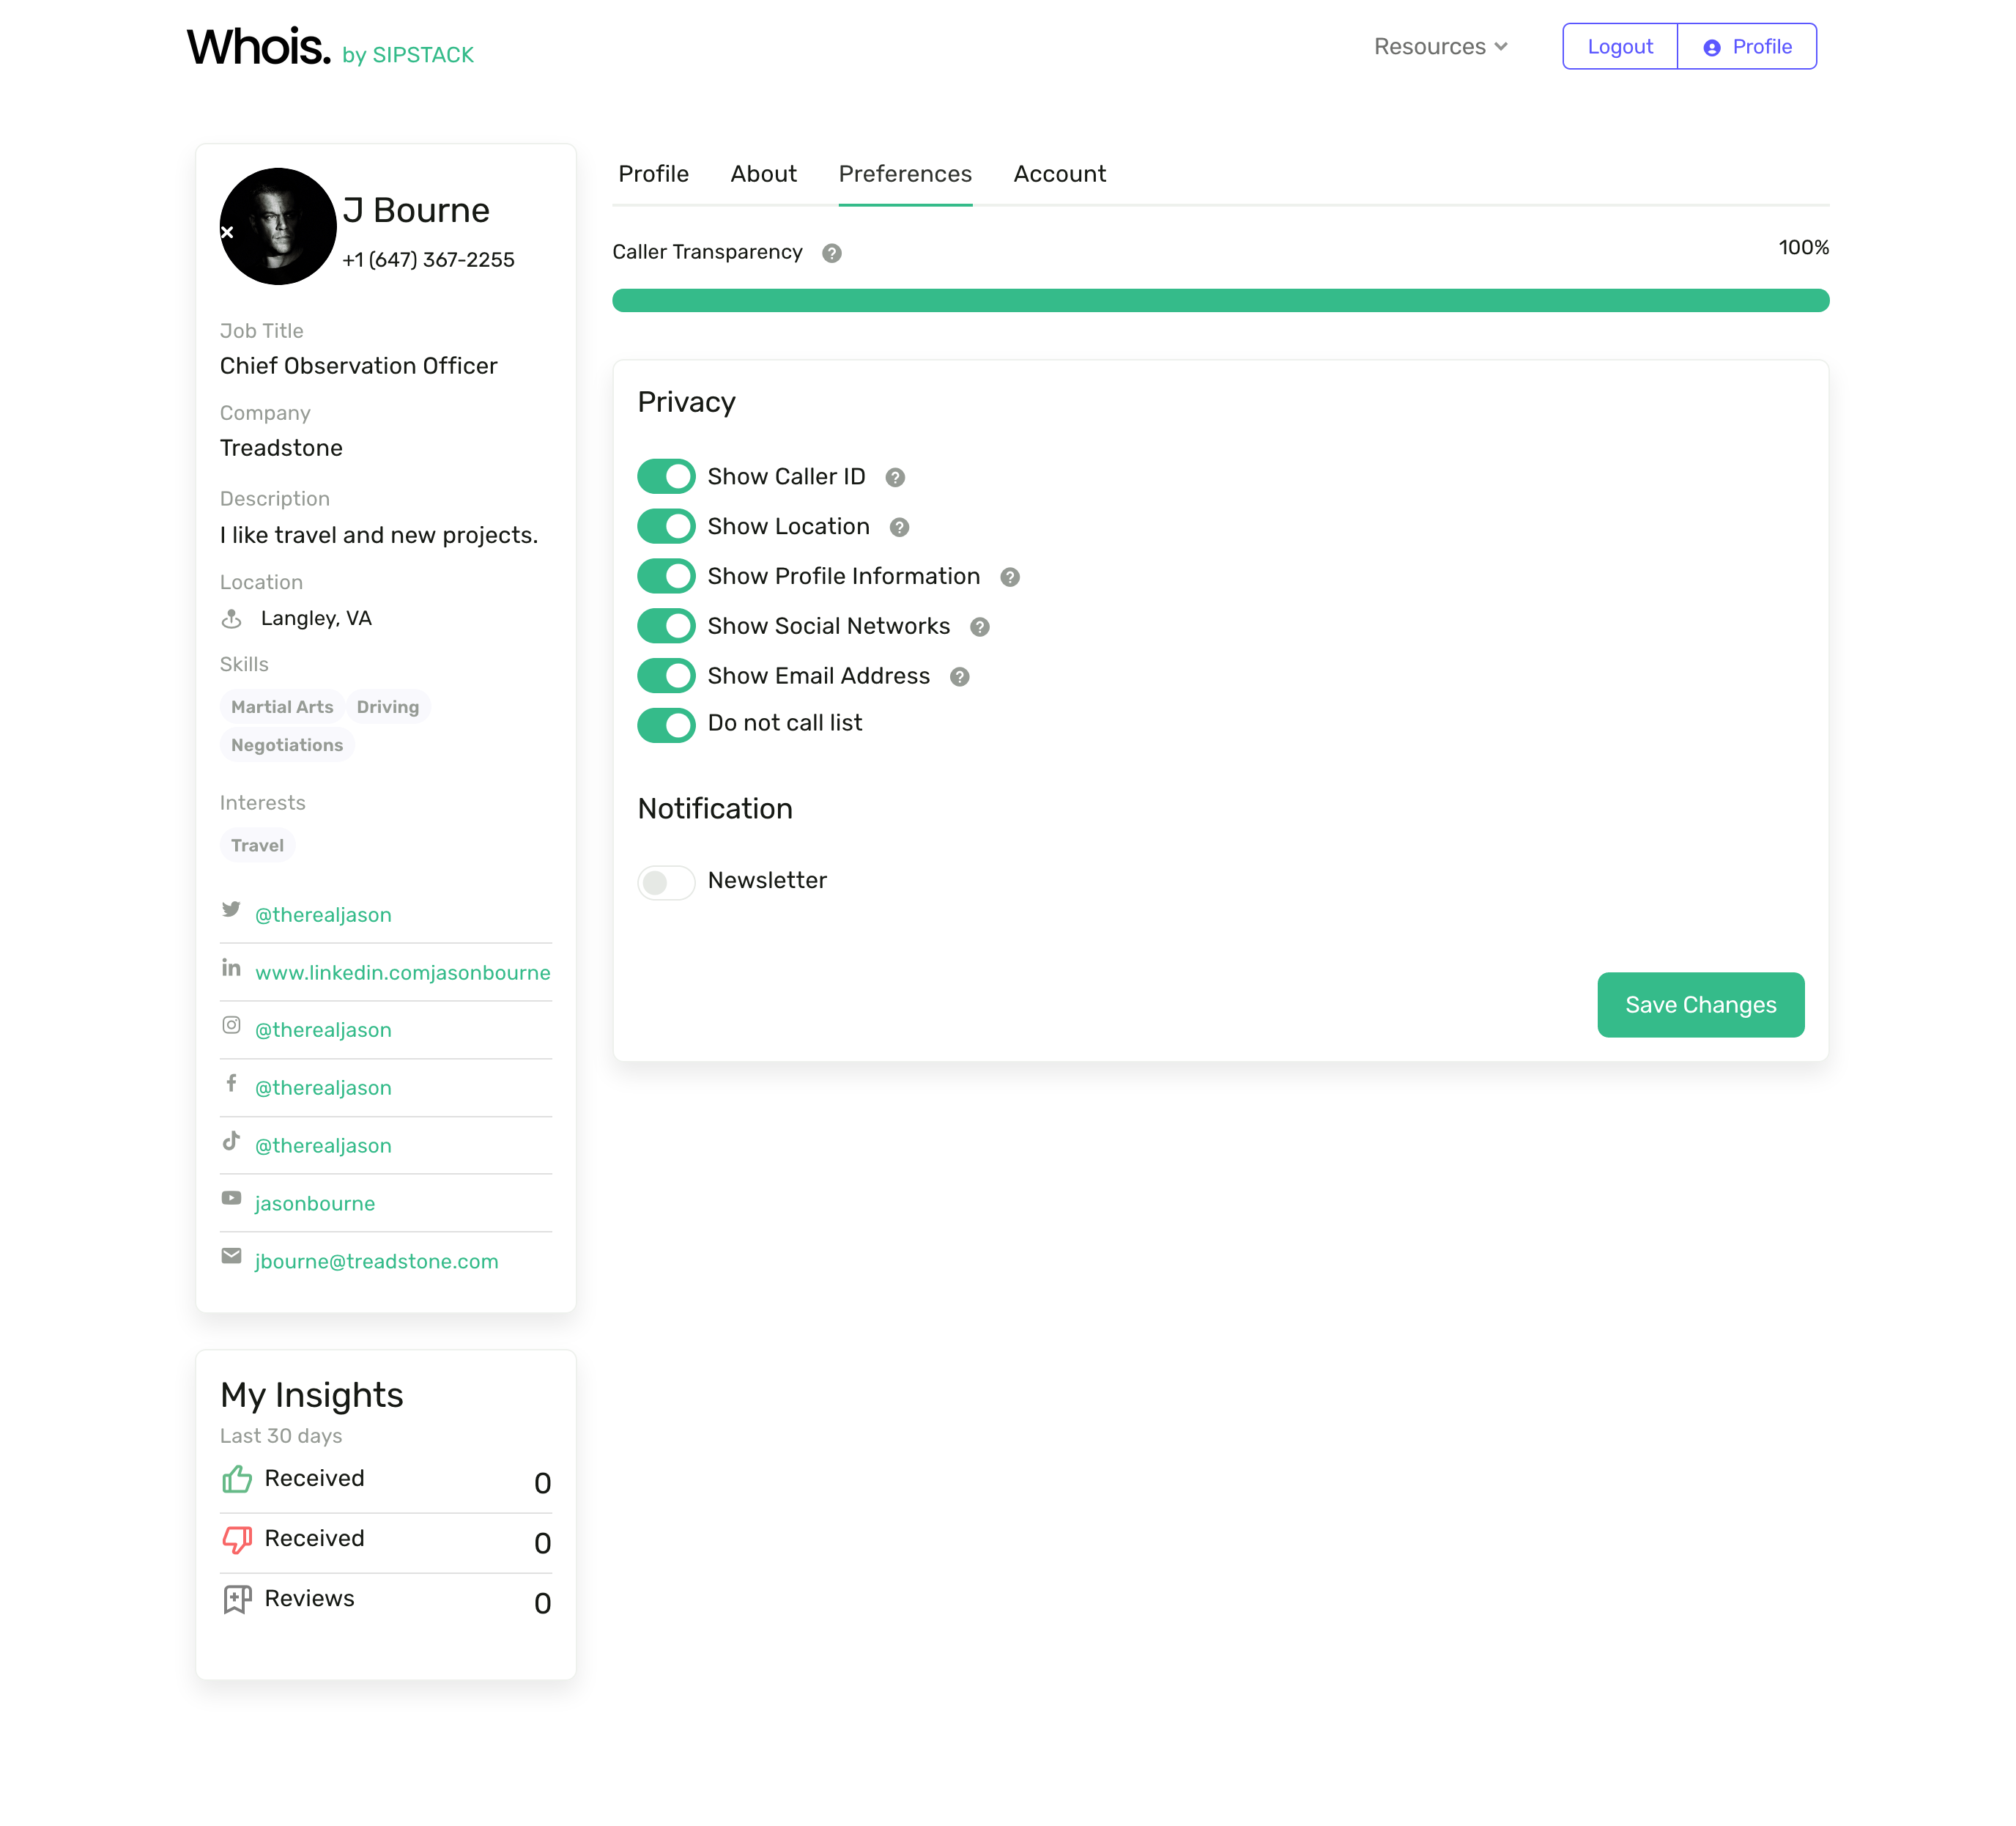 Whois. by SIPSTACK
Resources
Logout
Profile
J Bourne
+1 (647) 367-2255
Job Title
Chief Observation Officer
Company
Treadstone
Description
I like travel and new projects.
Location
Langley, VA
Skills
Martial Arts Driving
Negotiations
Interests
Travel
@therealjason
www.linkedin.comjasonbourne
@therealjason
@therealjason
@therealjason
jasonbourne
jbourne@treadstone.com
My Insights
Last 30 days
Received 0
Received 0
Reviews 0
Profile About Preferences Account
Caller Transparency 100%
Privacy
Show Caller ID
Show Location
Show Profile Information
Show Social Networks
Show Email Address
Do not call list
Notification
Newsletter
Save Changes